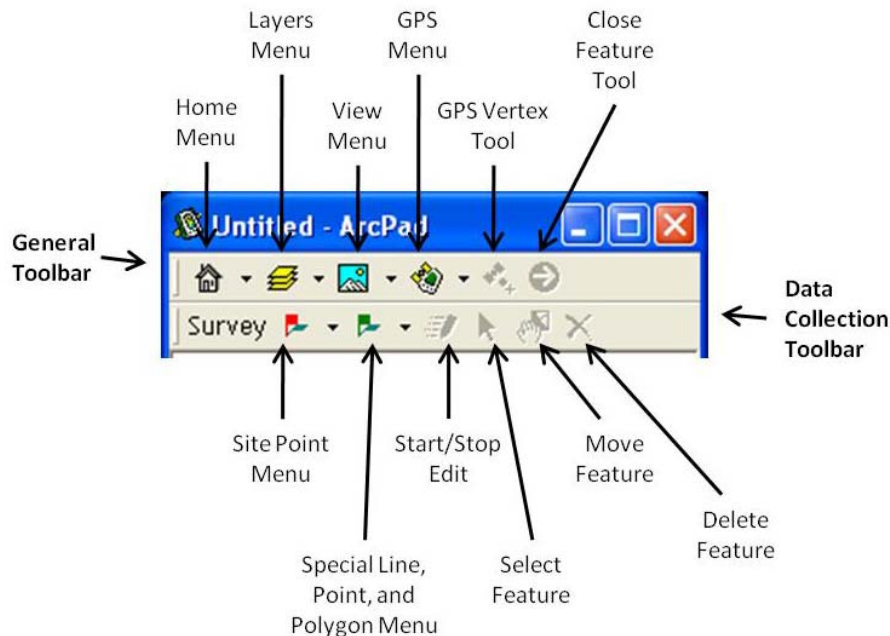 Layers
Menu
GPS
Menu
Close
Feature
Tool
Home
Menu
View
Menu
GPS Vertex
Tool
Untitled - ArcPad
General
Toolbar
Survey
Data
Collection
Toolbar
Site Point
Menu
Start/Stop
Edit
Move
Feature
Delete
Feature
Special Line,
Point, and
Polygon Menu
Select
Feature